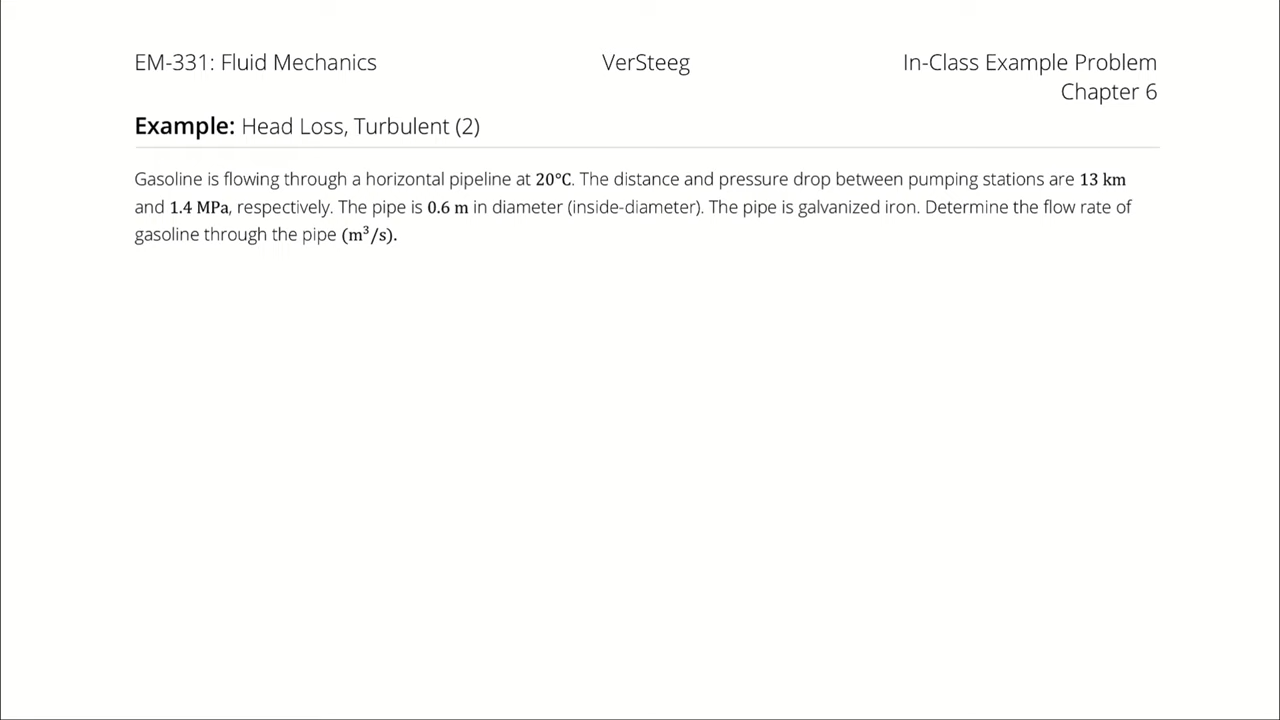 EM-331: Fluid Mechanics VerSteeg In-Class Example Problem
Chapter 6
Example: Head Loss, Turbulent (2)
Gasoline is flowing through a horizontal pipeline at 20°C. The distance and pressure drop between pumping stations are 13 km
and 1.4 MPa, respectively. The pipe is 0.6 m in diameter (inside-diameter). The pipe is galvanized iron. Determine the flow rate of
gasoline through the pipe (m³/s).